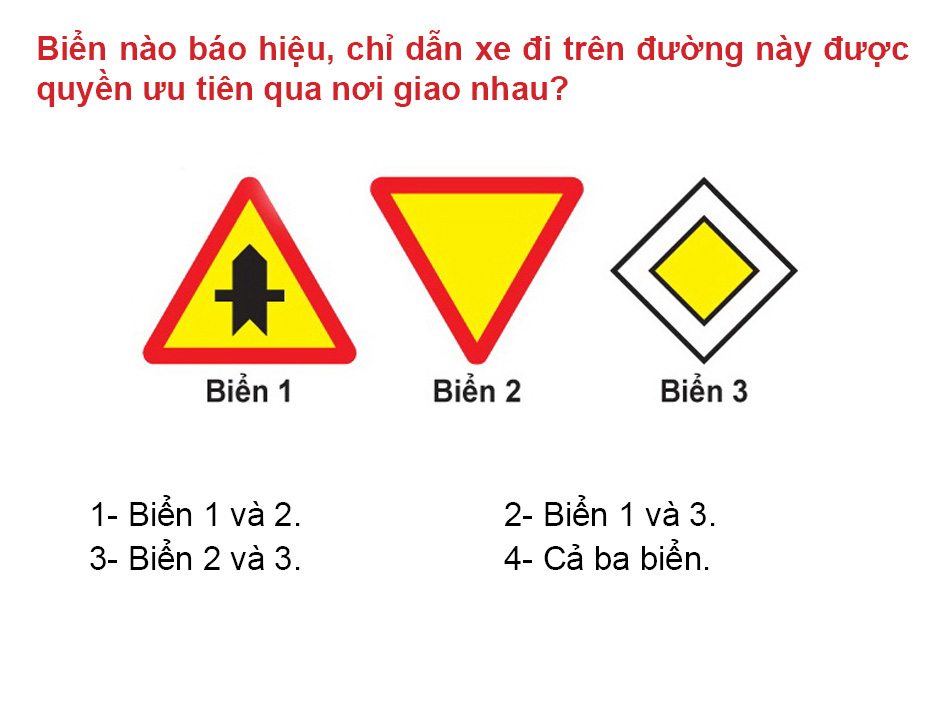 Biển nào báo hiệu, chỉ dẫn xe đi trên đường này được
quyền ưu tiên qua nơi giao nhau?
Biển 1 Biển 2 Biển 3
1- Biển 1 và 2. 2- Biển 1 và 3.
3- Biển 2 và 3. 4- Cả ba biển.